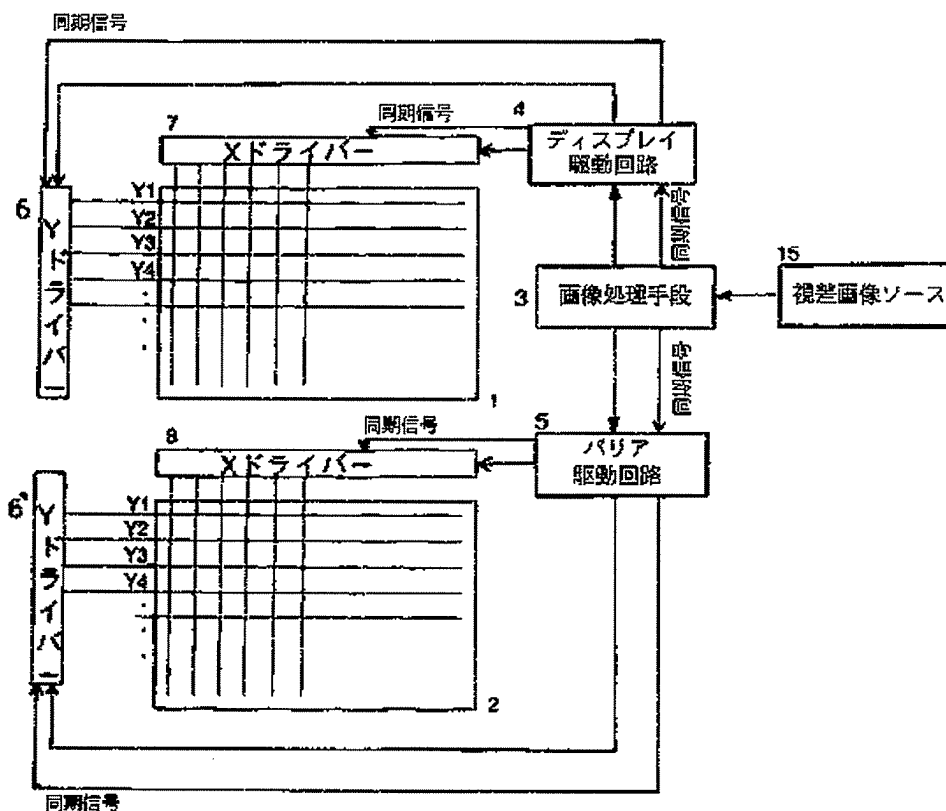 同期信号
同期信号
4
7
Xドライバー
ディスプレイ
駆動回路
6
Yドライバー
Y1
Y2
Y3
Y4
同期信号
15
3
画像処理手段
視差画像ソース
同期信号
1
8
同期信号
5
Xドライバー
バリア
駆動回路
6'
Yドライバー
Y1
Y2
Y3
Y4
2
同期信号